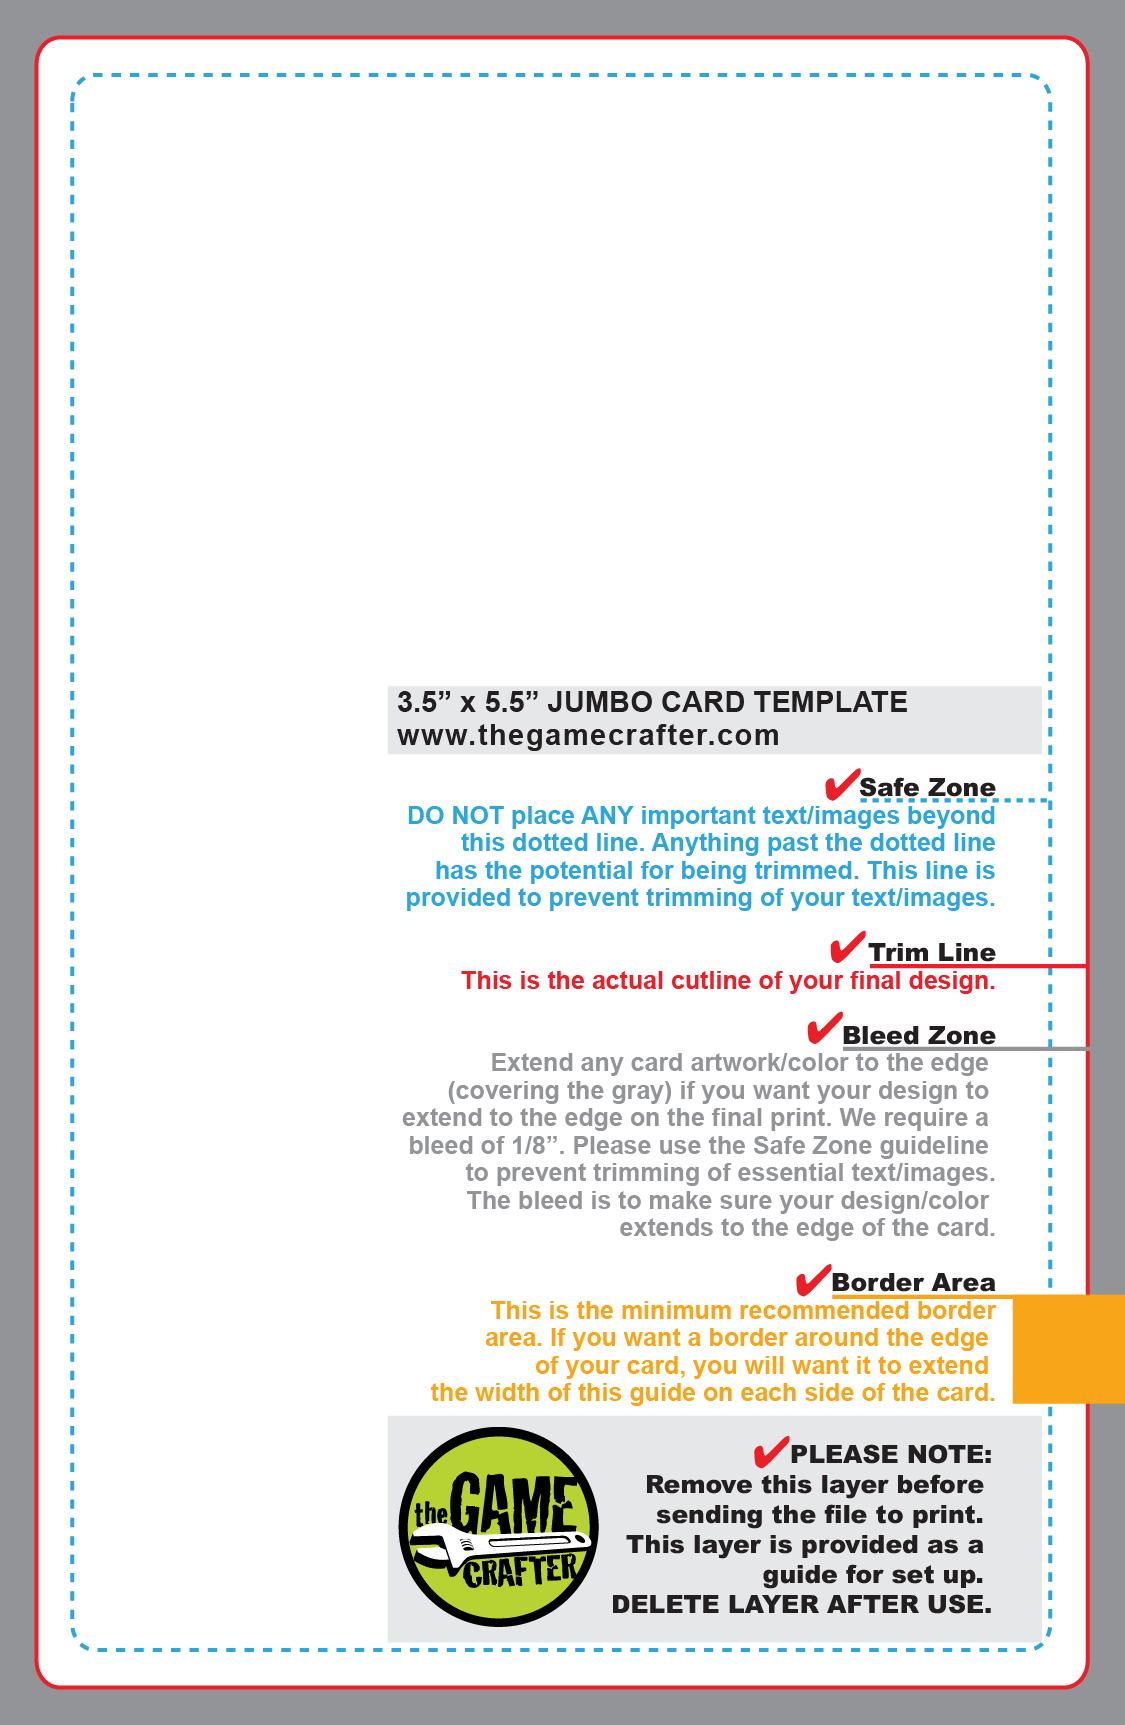 3.5” x 5.5” JUMBO CARD TEMPLATE
www.thegamecrafter.com
Safe Zone
DO NOT place ANY important text/images beyond
this dotted line. Anything past the dotted line
has the potential for being trimmed. This line is
provided to prevent trimming of your text/images.
Trim Line
This is the actual cutline of your final design.
Bleed Zone
Extend any card artwork/color to the edge
(covering the gray) if you want your design to
extend to the edge on the final print. We require a
bleed of 1/8”. Please use the Safe Zone guideline
to prevent trimming of essential text/images.
The bleed is to make sure your design/color
extends to the edge of the card.
Border Area
This is the minimum recommended border
area. If you want a border around the edge
of your card, you will want it to extend
the width of this guide on each side of the card.
the GAME
CRAFTER
PLEASE NOTE:
Remove this layer before
sending the file to print.
This layer is provided as a
guide for set up.
DELETE LAYER AFTER USE.